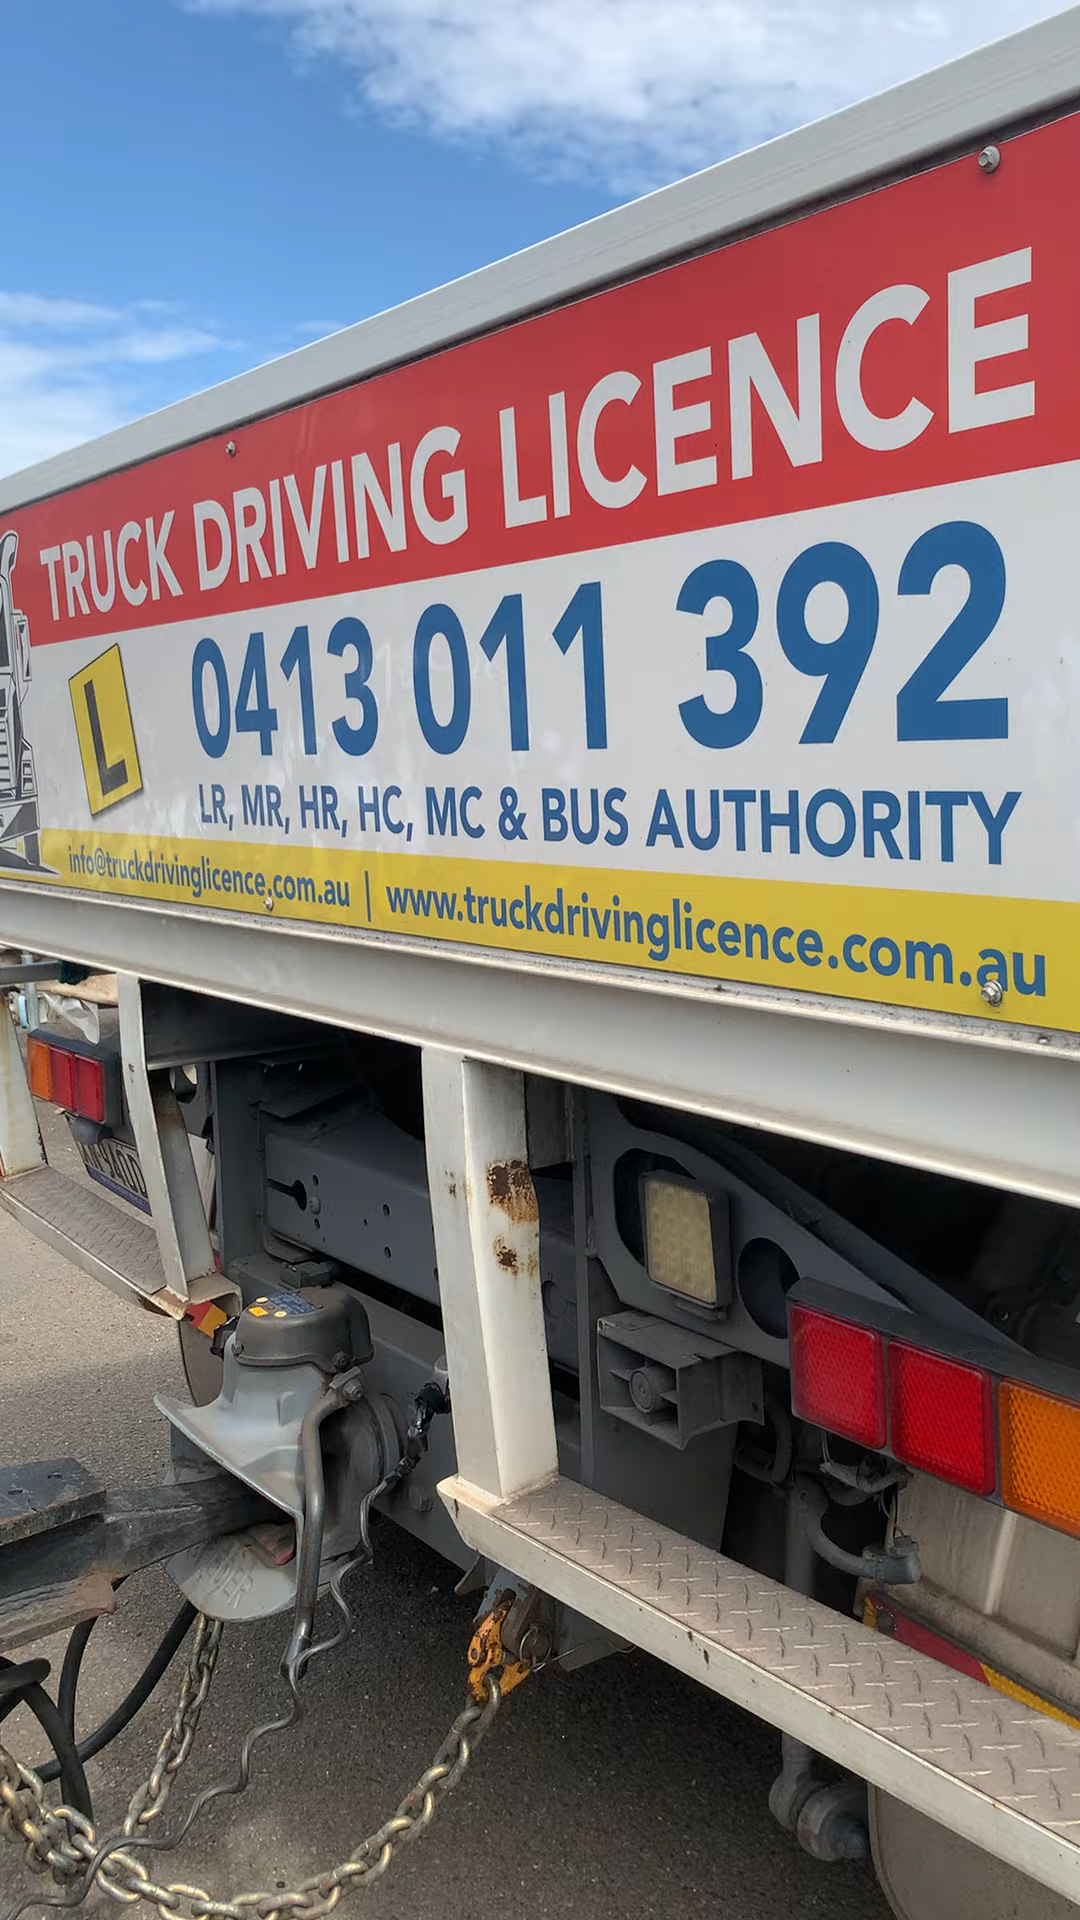 TRUCK DRIVING LICENCE
L
0413 011 392
LR, MR, HR, HC, MC & BUS AUTHORITY
info@truckdrivinglicence.com.au | www.truckdrivinglicence.com.au